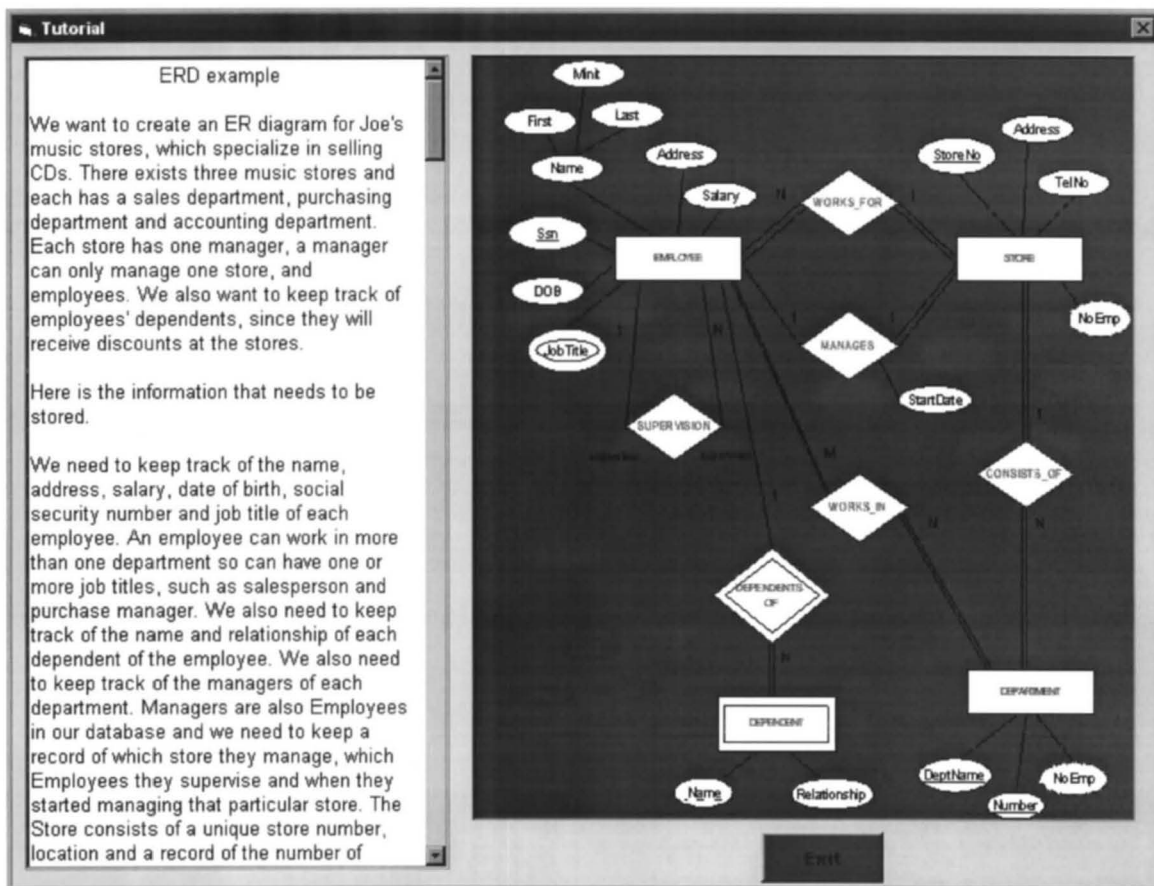 Tutorial
ERD example
We want to create an ER diagram for Joe's
music stores, which specialize in selling
CDs. There exists three music stores and
each has a sales department, purchasing
department and accounting department.
Each store has one manager, a manager
can only manage one store, and
employees. We also want to keep track of
employees' dependents, since they will
receive discounts at the stores.
Here is the information that needs to be
stored.
We need to keep track of the name,
address, salary, date of birth, social
security number and job title of each
employee. An employee can work in more
than one department so can have one or
more job titles, such as salesperson and
purchase manager. We also need to keep
track of the name and relationship of each
dependent of the employee. We also need
to keep track of the managers of each
department. Managers are also Employees
in our database and we need to keep a
record of which store they manage, which
Employees they supervise and when they
started managing that particular store. The
Store consists of a unique store number,
location and a record of the number of
Minit
First
Last
Name
Address
Salary
Ssn
DOB
JobTitle
EMPLOYEE
N
WORKS_FOR
1
StoreNo
Address
TelNo
STORE
NoEmp
1
MANAGES
1
StartDate
1
N
SUPERVISION
M
WORKS_IN
N
1
CONSISTS_OF
N
1
DEPENDENTS
OF
N
DEPENDENT
Name
Relationship
DEPARTMENT
DeptName
Number
NoEmp
Exit